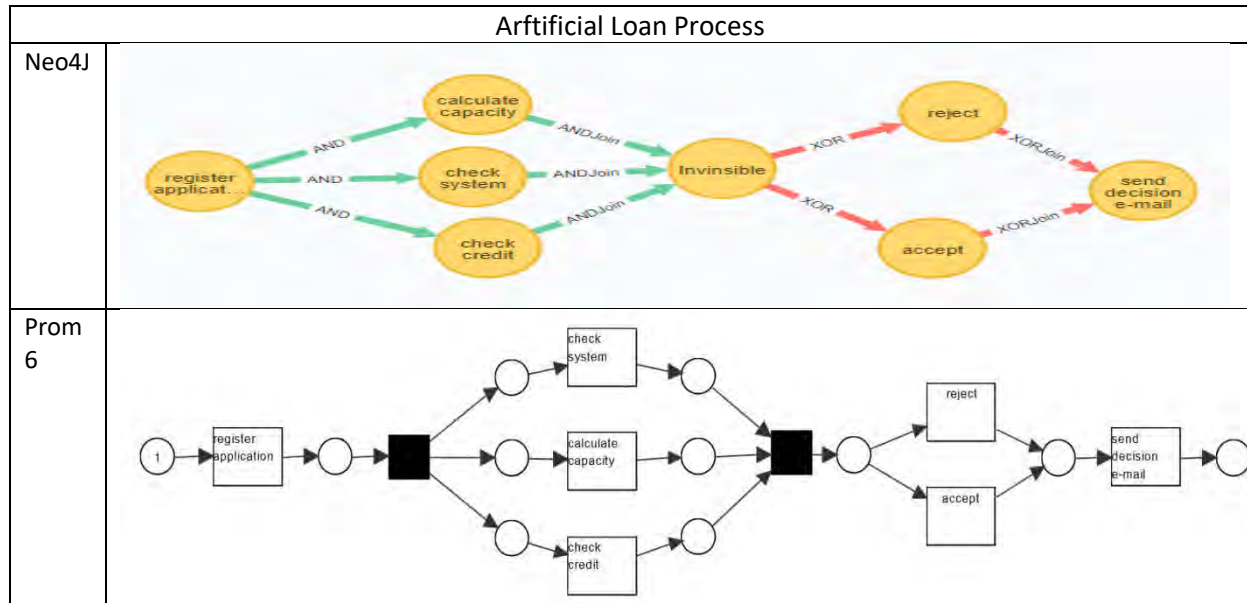 Arftificial Loan Process
Neo4J
calculate
capacity
reject
AND
ANDJoin
XOR
XORJoin
register
applicat...
AND
check
system
ANDJoin
Invinsible
send
decision
e-mail
AND
ANDJoin
XOR
XORJoin
check
credit
accept
Prom
6
check
system
reject
1
register
application
calculate
capacity
send
decision
e-mail
accept
check
credit